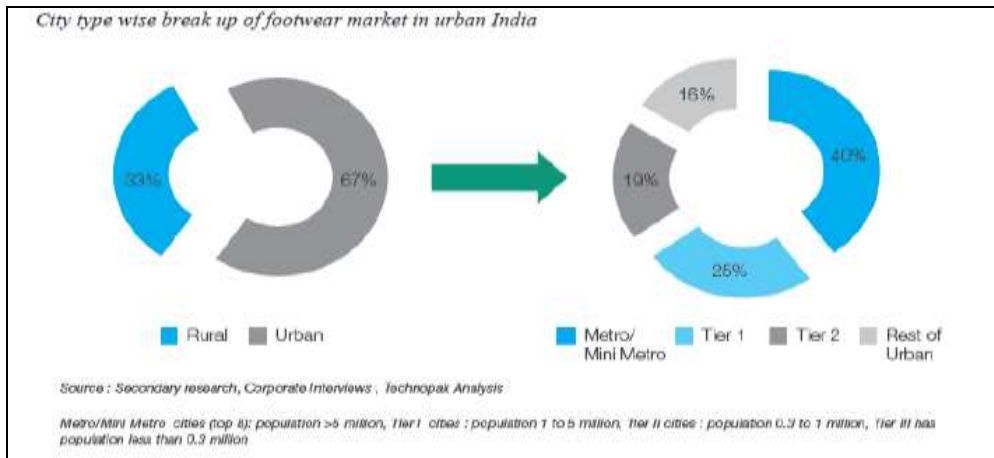 City type wise break up of footwear market in urban India
33%
67%
16%
40%
19%
25%
Rural
Urban
Metro/
Mini Metro
Tier 1
Tier 2
Rest of
Urban
Source : Secondary research, Corporate Interviews , Technopak Analysis
Metro/Mini Metro cities (top 8): population >5 million, Tier I cities : population 1 to 5 million, Tier II cities : population 0.3 to 1 million, Tier III has
population less than 0.3 million